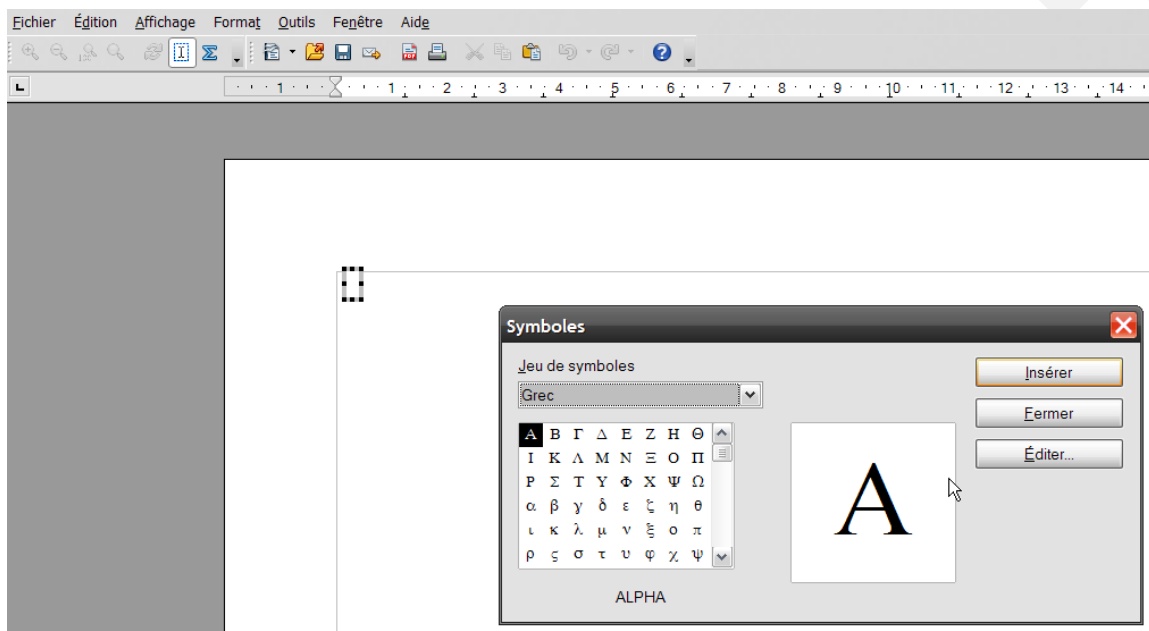 Fichier Édition Affichage Format Outils Fenêtre Aide
1 1 2 3 4 5 6 7 8 9 10 11 12 13 14
Symboles
Jeu de symboles
Insérer
Grec
Fermer
Α Β Γ Δ Ε Ζ Η Θ
Éditer...
Ι Κ Λ Μ Ν Ξ Ο Π
Ρ Σ Τ Υ Φ Χ Ψ Ω
α β γ δ ε ζ η θ
ι κ λ μ ν ξ ο π
ρ ς σ τ υ φ χ ψ
Α
ALPHA